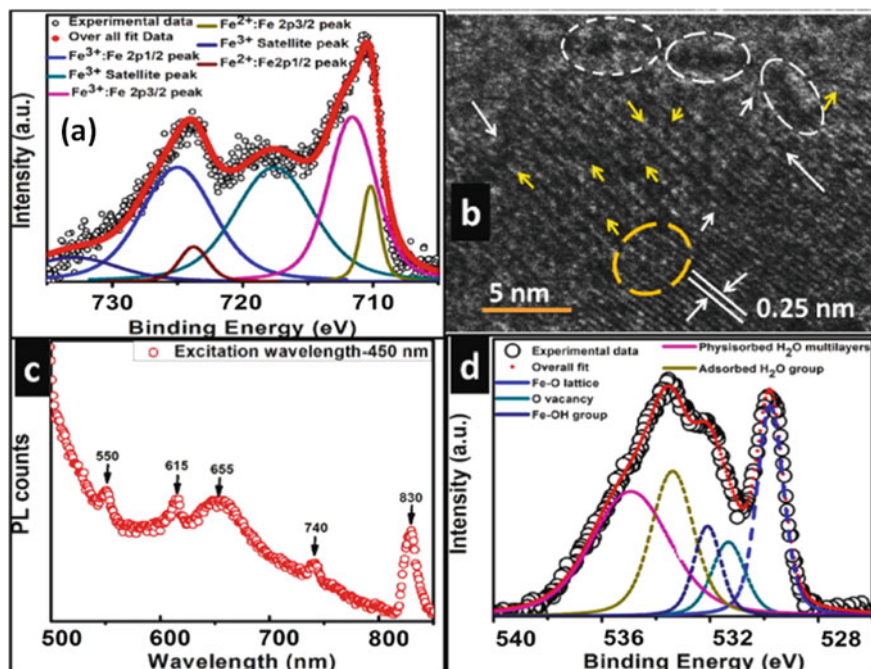 Experimental data
Over all fit Data
Fe3+:Fe 2p1/2 peak
Fe3+ Satellite peak
Fe3+:Fe 2p3/2 peak
Fe2+:Fe 2p3/2 peak
Fe3+ Satellite peak
Fe2+:Fe2p1/2 peak
(a)
Intensity (a.u.)
730
720
710
Binding Energy (eV)
b
5 nm
0.25 nm
c
Excitation wavelength-450 nm
550
615
655
740
830
PL counts
500
600
700
800
Wavelength (nm)
d
Experimental data
Overall fit
Fe-O lattice
O vacancy
Fe-OH group
Physisorbed H2O multilayers
Adsorbed H2O group
Intensity (a.u.)
540
536
532
528
Binding Energy (eV)